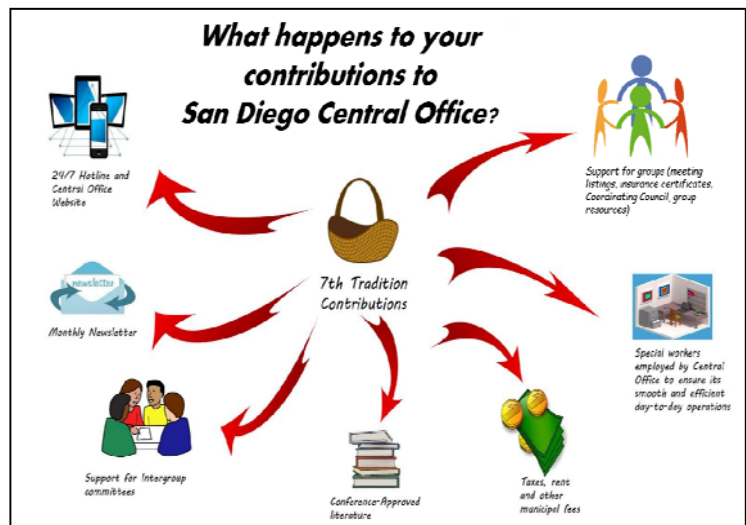 What happens to your
contributions to
San Diego Central Office?
24/7 Hotline and
Central Office
Website
Support for groups (meeting
listings, insurance certificates,
Coordinating Council, group
resources)
7th Tradition
Contributions
newsletter
Monthly Newsletter
Special workers
employed by Central
Office to ensure its
smooth and efficient
day-to-day operations
Support for Intergroup
committees
Conference-Approved
literature
Taxes, rent
and other
municipal fees